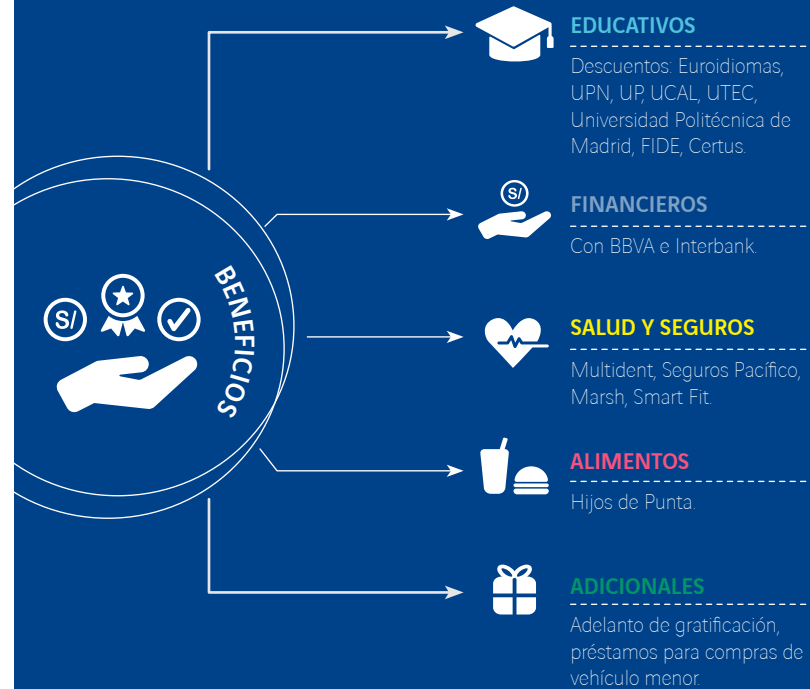 EDUCATIVOS
Descuentos: Euroidiomas,
UPN, UP, UCAL, UTEC,
Universidad Politécnica de
Madrid, FIDE, Certus.
S/
FINANCIEROS
Con BBVA e Interbank.
S/
BENEFICIOS
SALUD Y SEGUROS
Multident, Seguros Pacífico,
Marsh, Smart Fit.
ALIMENTOS
Hijos de Punta.
ADICIONALES
Adelanto de gratificación,
préstamos para compras de
vehículo menor.